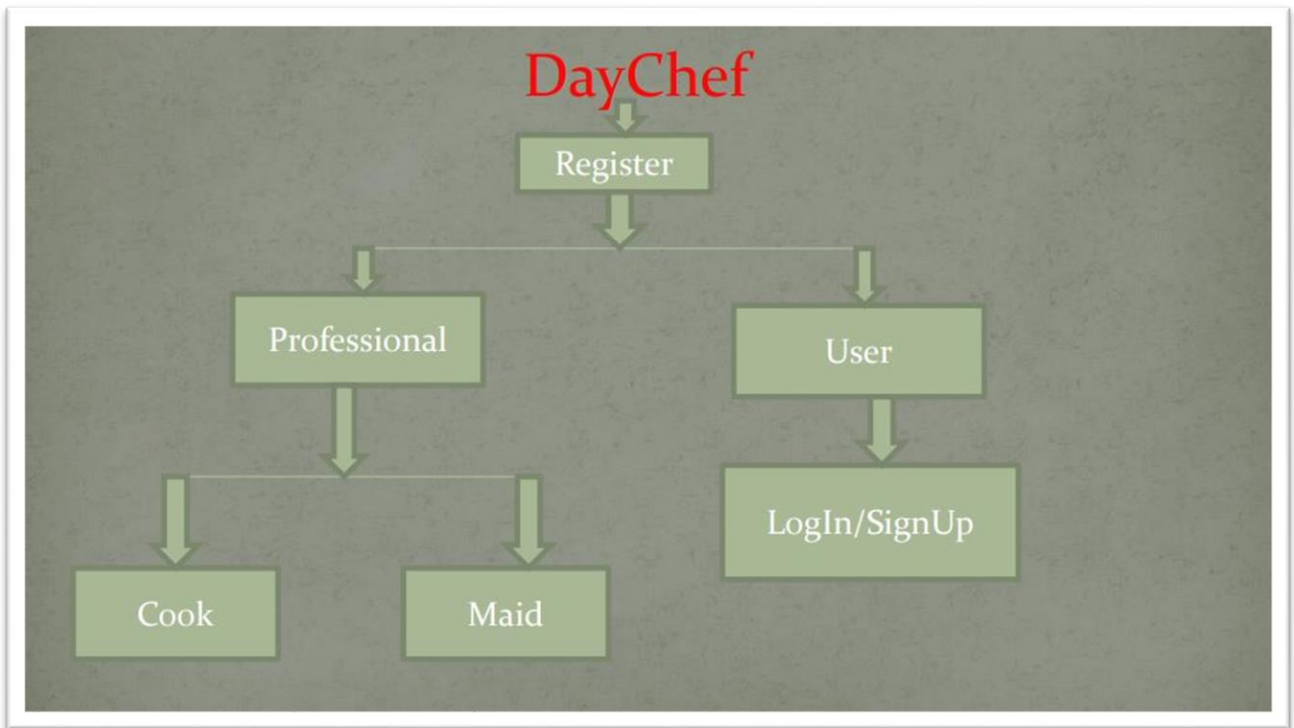 DayChef
Register
Professional
User
LogIn/SignUp
Cook
Maid